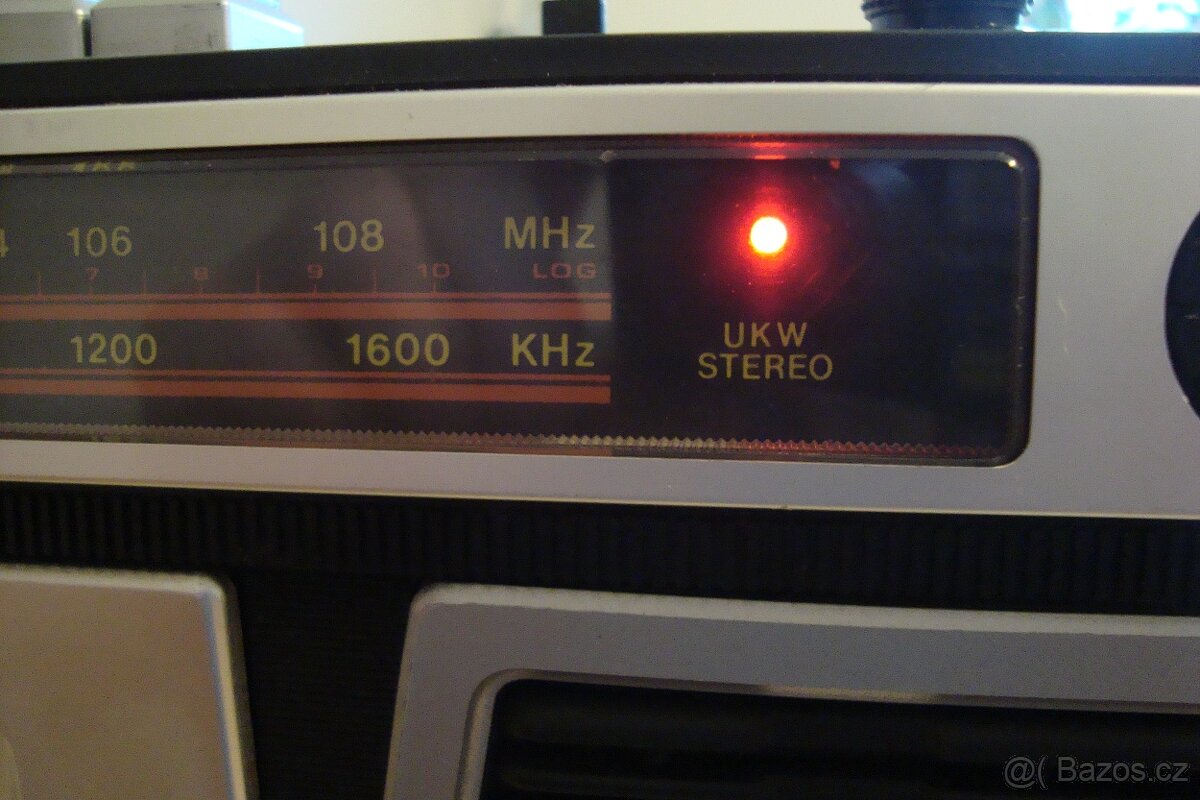 106 108 MHz
7 8 9 10 LOG
1200 1600 KHz
UKW
STEREO
@( Bazos.cz